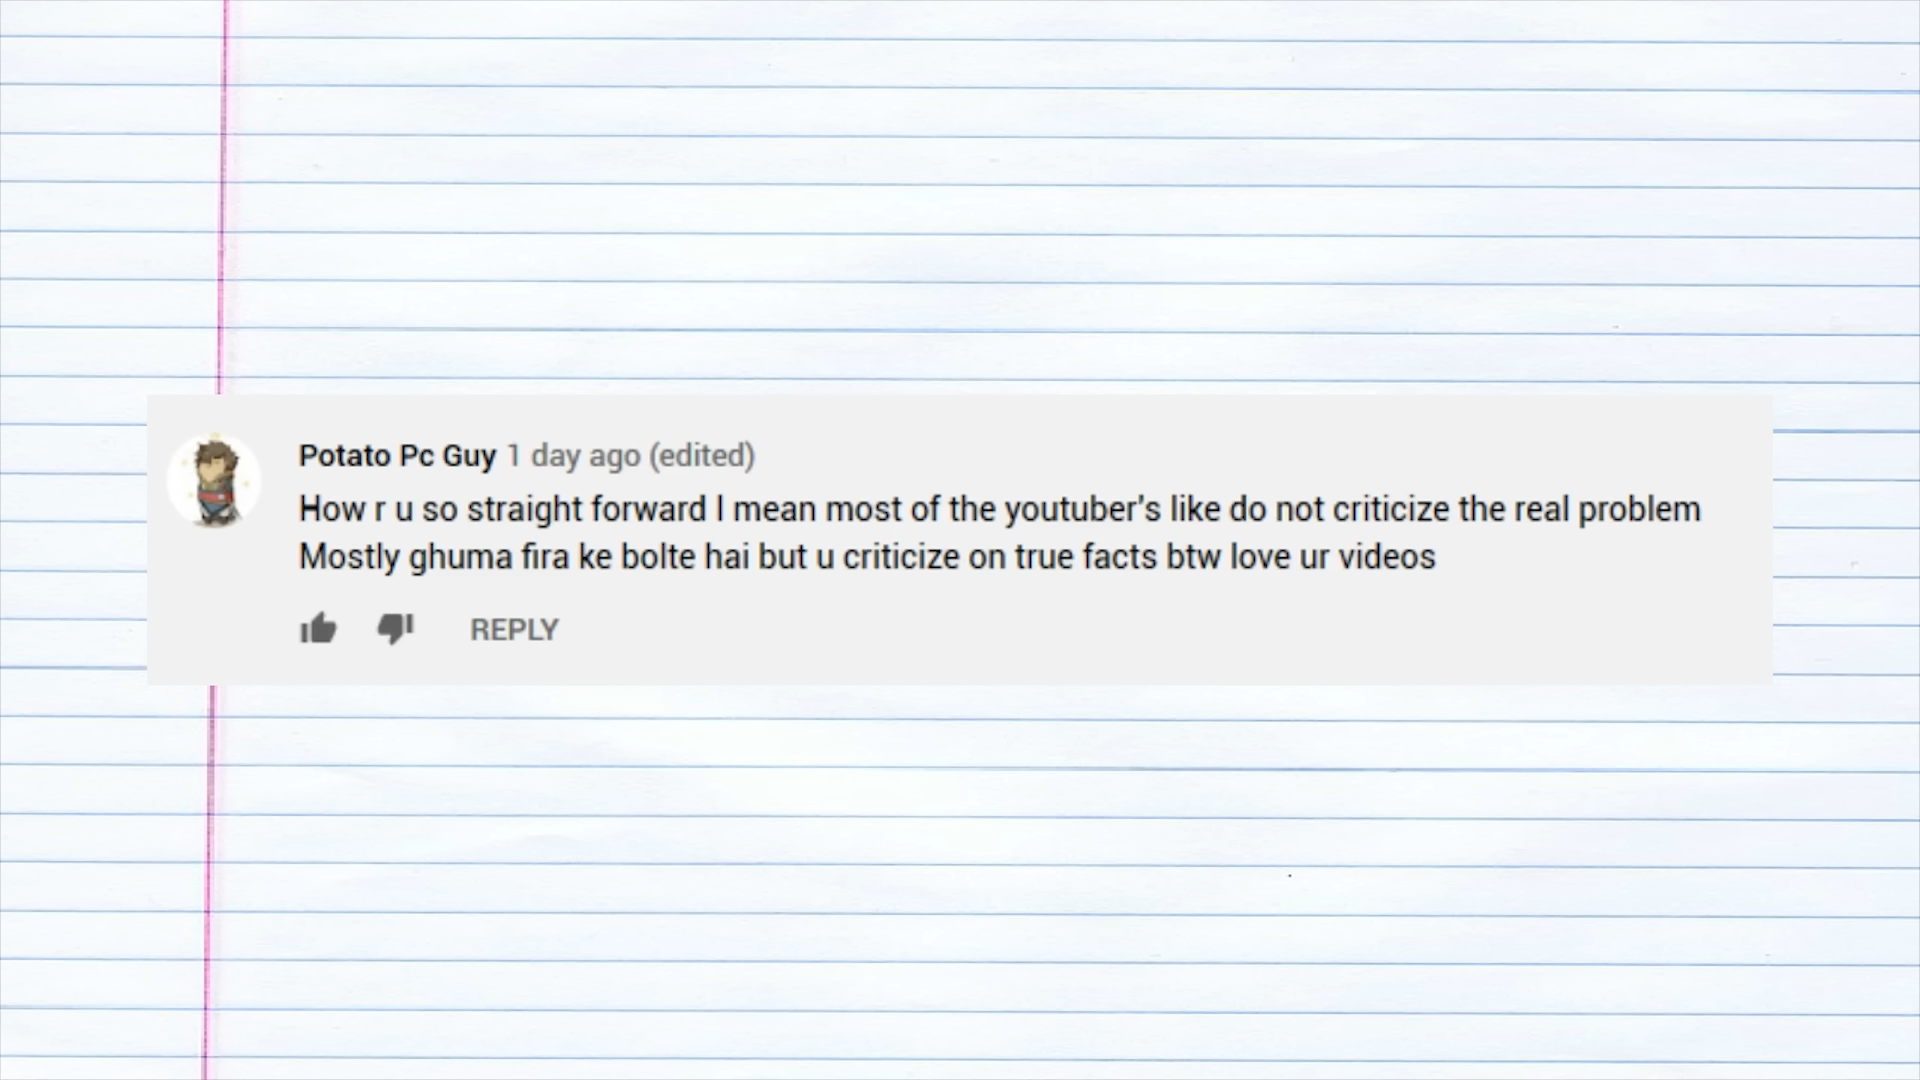 Potato Pc Guy 1 day ago (edited)
How r u so straight forward I mean most of the youtuber's like do not criticize the real problem
Mostly ghuma fira ke bolte hai but u criticize on true facts btw love ur videos
REPLY